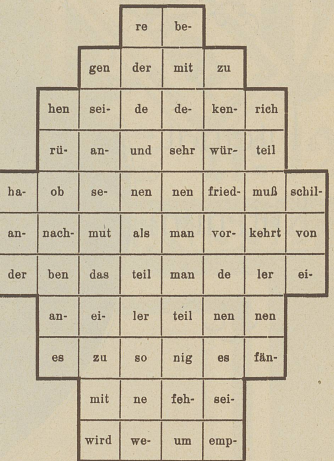 re be-
gen der mit zu
hen sei- de de- ken- rich
rü- an- und sehr wür- teil
ha- ob se- nen nen fried- muß schil-
an- nach- mut als man vor- kehrt von
der ben das teil man de ler ei-
an- ei- ler teil nen nen
es zu so nig es fän-
mit ne feh- sei-
wird we- um emp-